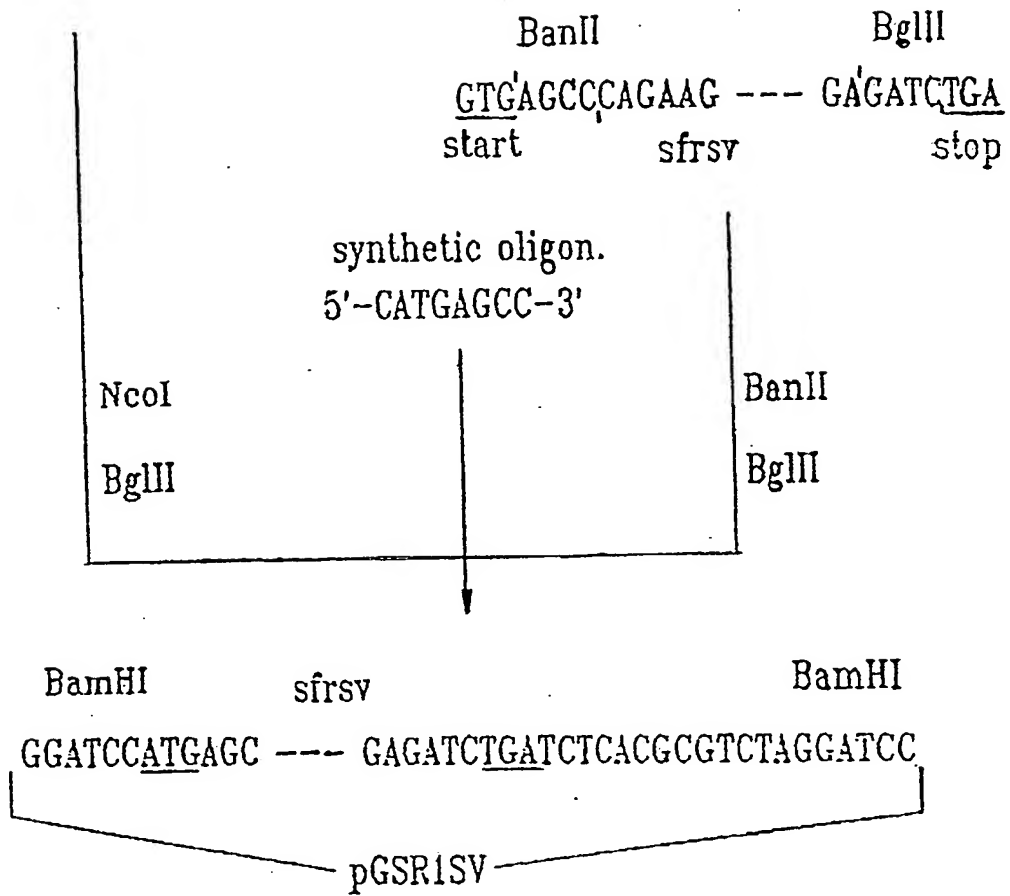 BanII BglII
GTGAGCCCAGAAG --- GAGATCTGA
start sfrsv stop
synthetic oligon.
5'-CATGAGCC-3'
NcoI BanII
BglII BglII
BamHI sfrsv BamHI
GGATCCATGAGC --- GAGATCTGATCTCACGCGTCTAGGATCC
pGSR1SV